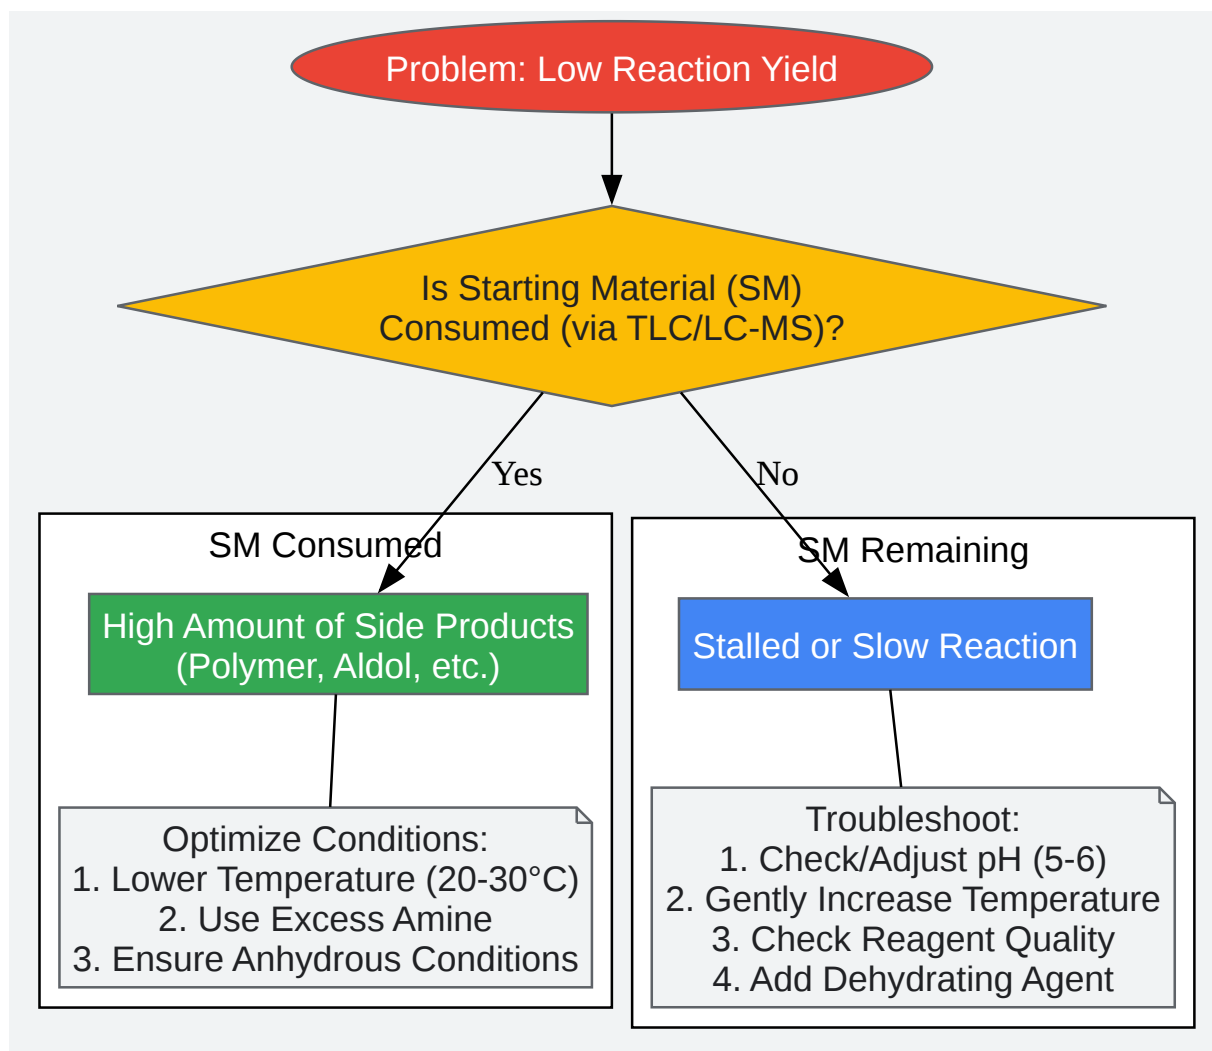 Problem: Low Reaction Yield
Is Starting Material (SM)
Consumed (via TLC/LC-MS)?
Yes
No
SM Consumed
High Amount of Side Products
(Polymer, Aldol, etc.)
Optimize Conditions:
1. Lower Temperature (20-30°C)
2. Use Excess Amine
3. Ensure Anhydrous Conditions
SM Remaining
Stalled or Slow Reaction
Troubleshoot:
1. Check/Adjust pH (5-6)
2. Gently Increase Temperature
3. Check Reagent Quality
4. Add Dehydrating Agent